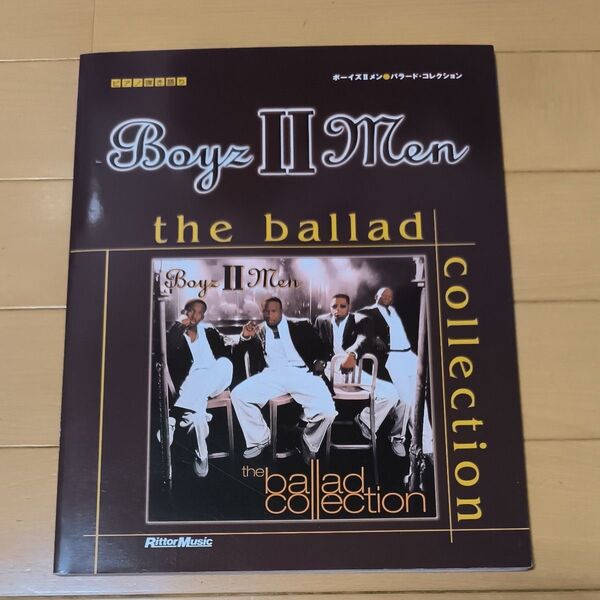 ピアノ弾き語り
ボーイズⅡメン●バラード・コレクション
Boyz II Men
the ballad
collection
Boyz II Men
the
ballad
collection
RittorMusic